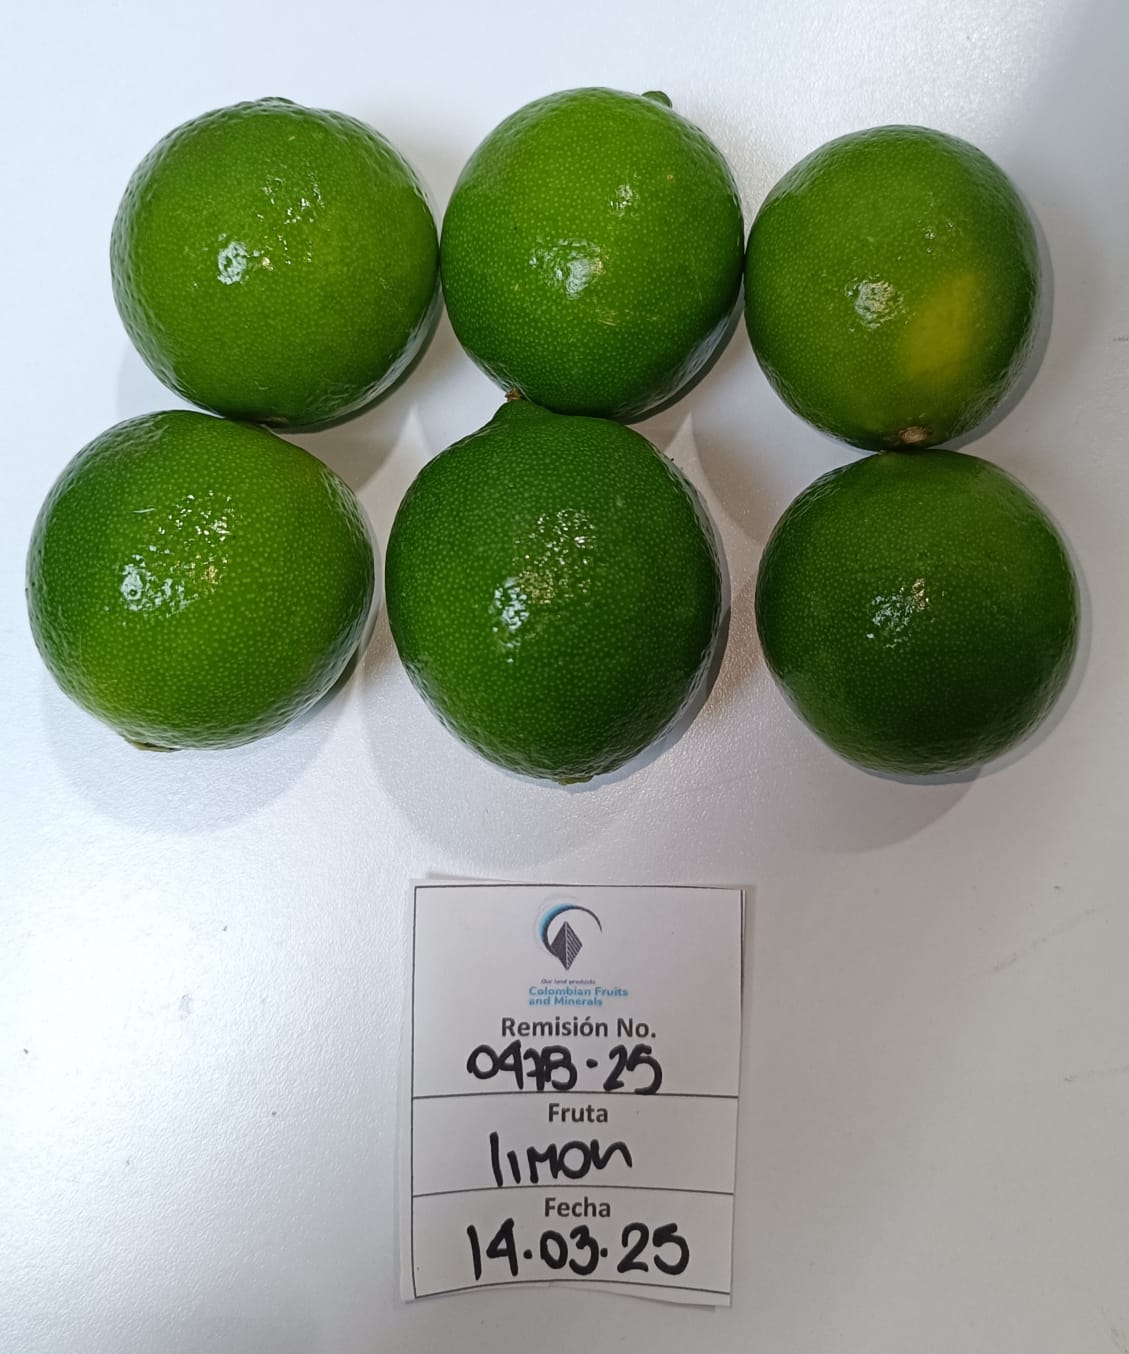 Our land products
Colombian Fruits
and Minerals
Remisión No.
0478-25
Fruta
limon
Fecha
14.03.25